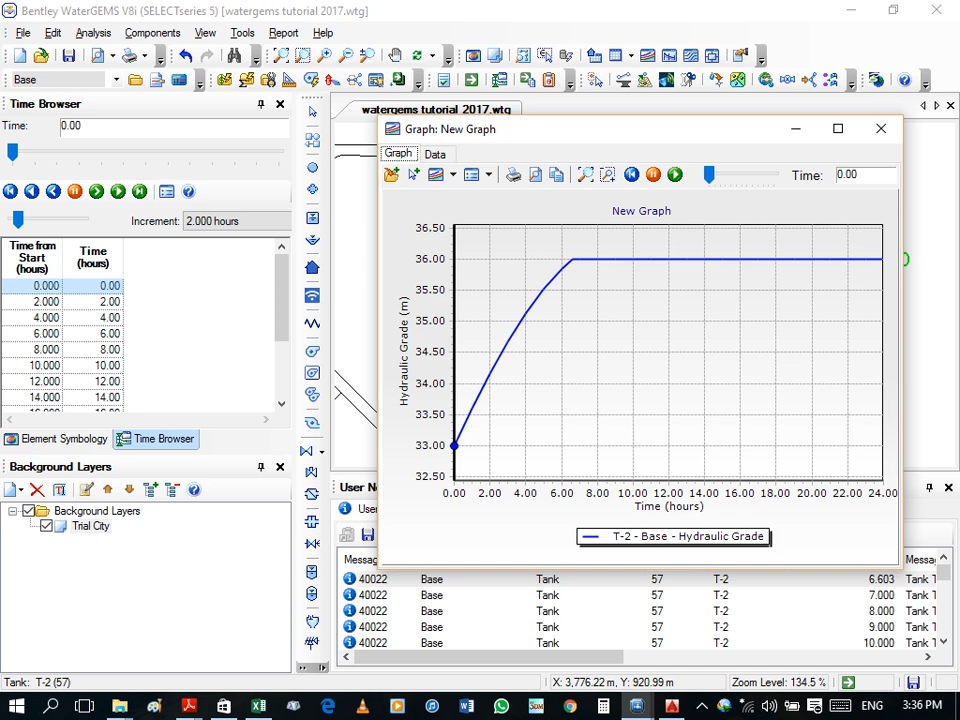 Bentley WaterGEMS V8i (SELECTseries 5) [watergems tutorial 2017.wtg]
File Edit Analysis Components View Tools Report Help
Base
Time Browser
Time: 0.00
Increment: 2.000 hours
Time from Start (hours) Time (hours)
0.000 0.00
2.000 2.00
4.000 4.00
6.000 6.00
8.000 8.00
10.000 10.00
12.000 12.00
14.000 14.00
Element Symbology Time Browser
Background Layers
Background Layers
Trial City
watergems tutorial 2017.wtg
Graph: New Graph
Graph Data
Time: 0.00
New Graph
36.50
36.00
35.50
35.00
34.50
34.00
33.50
33.00
32.50
Hydraulic Grade (m)
0.00 2.00 4.00 6.00 8.00 10.00 12.00 14.00 16.00 18.00 20.00 22.00 24.00
Time (hours)
T-2 - Base - Hydraulic Grade
40022 Base Tank 57 T-2 6.603 Tank T
40022 Base Tank 57 T-2 7.000 Tank T
40022 Base Tank 57 T-2 8.000 Tank T
40022 Base Tank 57 T-2 9.000 Tank T
40022 Base Tank 57 T-2 10.000 Tank T
Tank: T-2 (57) X: 3,776.22 m, Y: 920.99 m Zoom Level: 134.5 %
ENG 3:36 PM